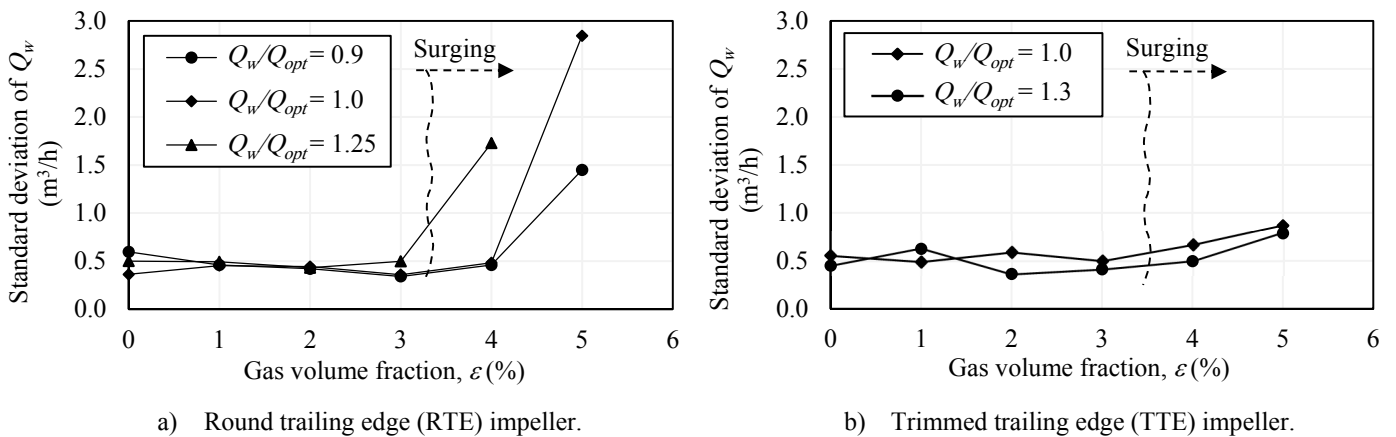 Standard deviation of Q_w
(m³/h)
3.0
2.5
2.0
1.5
1.0
0.5
0.0
Q_w/Q_opt = 0.9
Q_w/Q_opt = 1.0
Q_w/Q_opt = 1.25
Surging
0 1 2 3 4 5 6
Gas volume fraction, ε (%)
a) Round trailing edge (RTE) impeller.
Standard deviation of Q_w
(m³/h)
3.0
2.5
2.0
1.5
1.0
0.5
0.0
Q_w/Q_opt = 1.0
Q_w/Q_opt = 1.3
Surging
0 1 2 3 4 5 6
Gas volume fraction, ε (%)
b) Trimmed trailing edge (TTE) impeller.